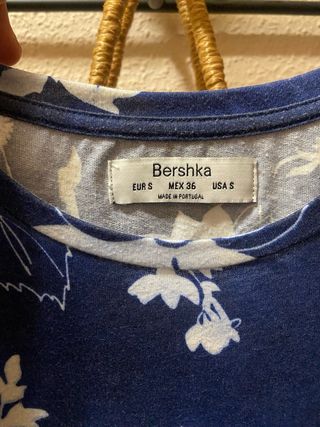 Bershka
EUR S MEX 36 USA S
MADE IN PORTUGAL